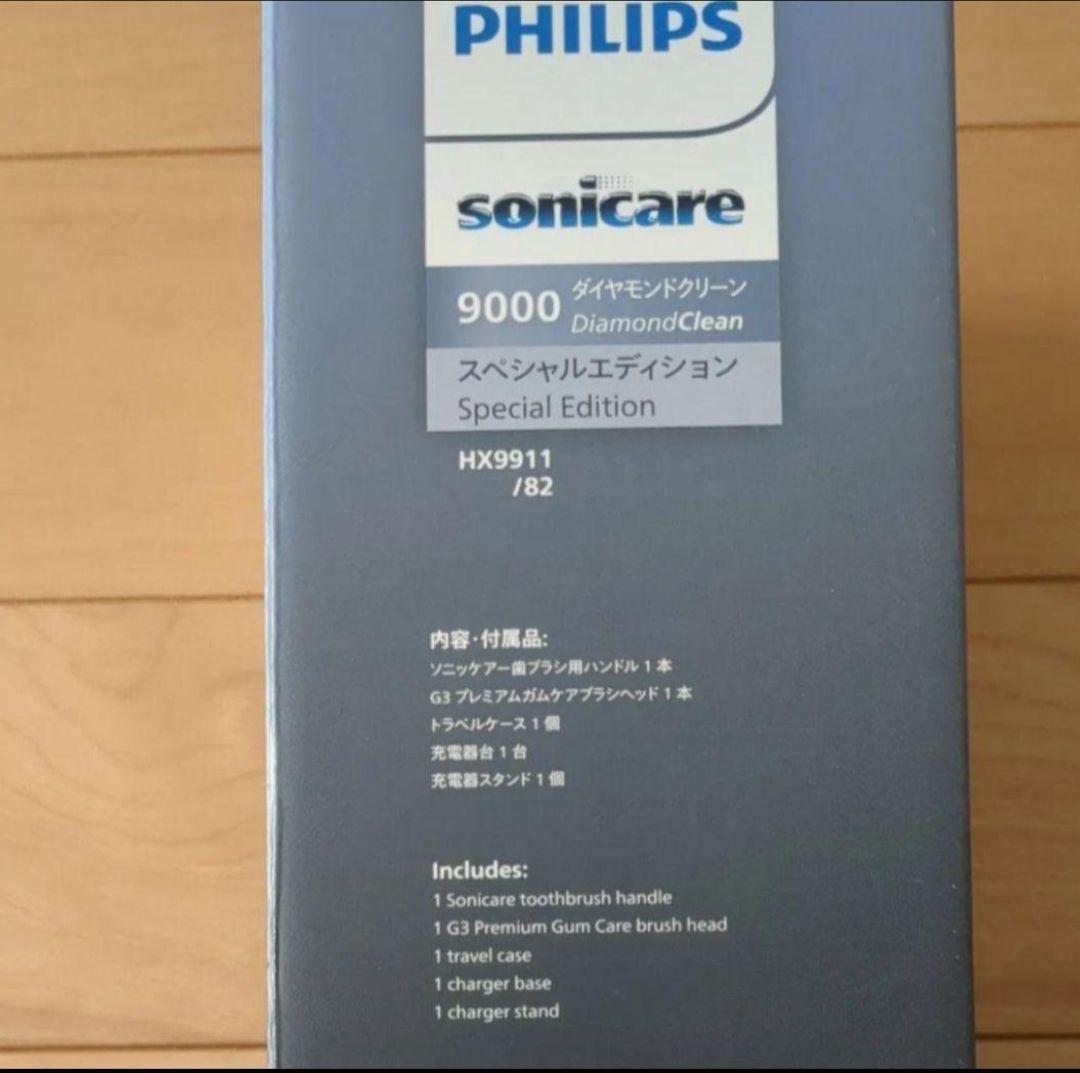 PHILIPS
sonicare
9000 ダイヤモンドクリーン
DiamondClean
スペシャルエディション
Special Edition
HX9911
/82
内容・付属品:
ソニッケアー歯ブラシ用ハンドル 1 本
G3 プレミアムガムケアブラシヘッド 1 本
トラベルケース 1 個
充電器台 1 台
充電器スタンド 1 個
Includes:
1 Sonicare toothbrush handle
1 G3 Premium Gum Care brush head
1 travel case
1 charger base
1 charger stand